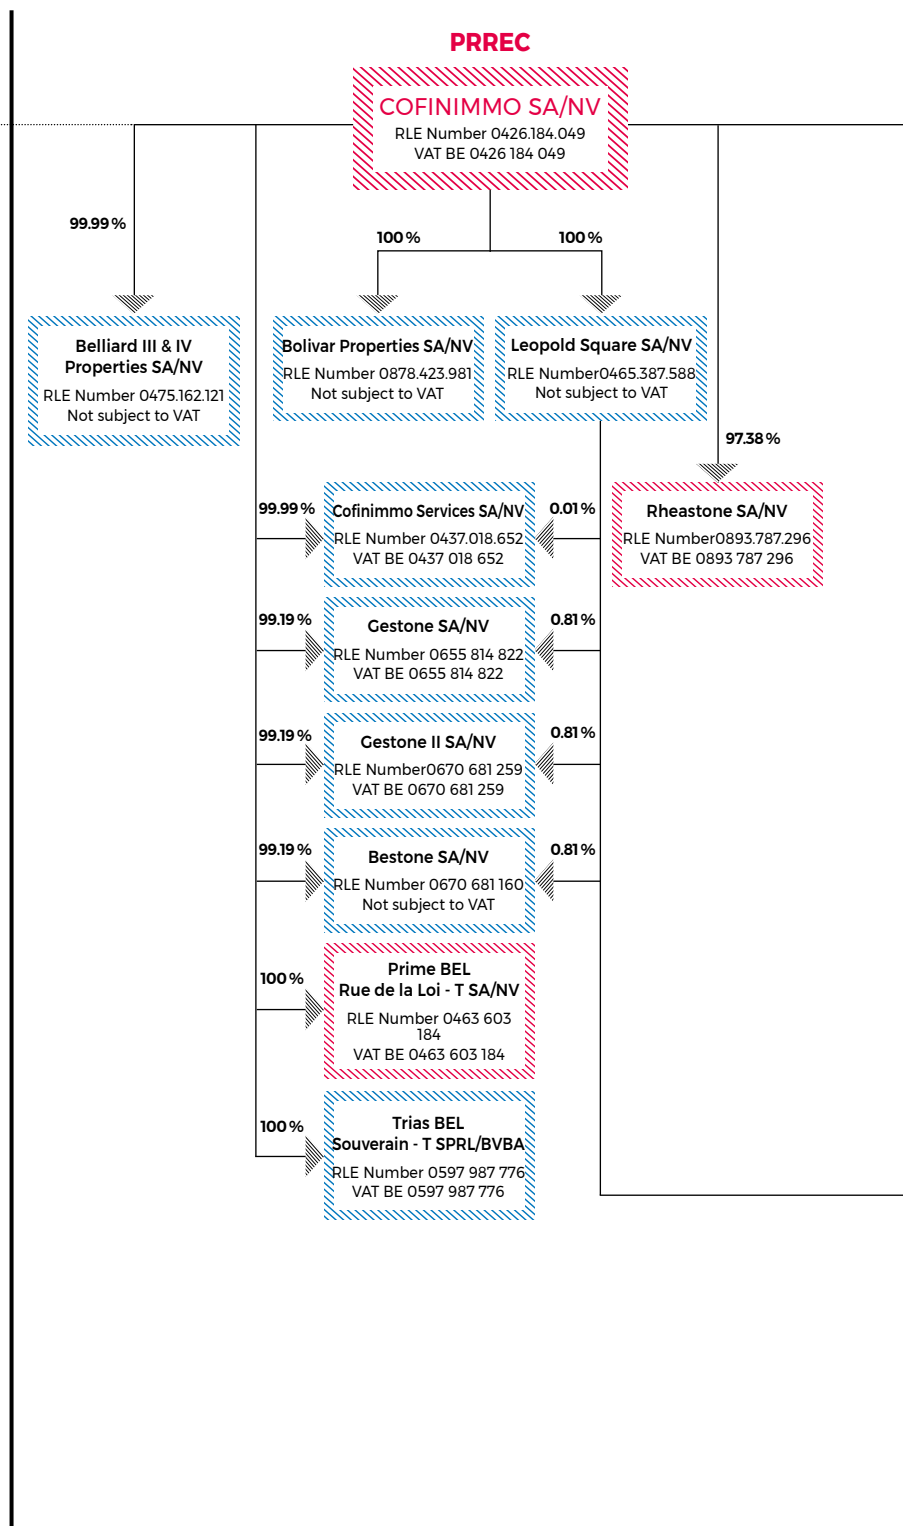 PRREC
COFINIMMO SA/NV
RLE Number 0426.184.049
VAT BE 0426 184 049
99.99 %
100 %
100 %
Belliard III & IV
Properties SA/NV
RLE Number 0475.162.121
Not subject to VAT
Bolivar Properties SA/NV
RLE Number 0878.423.981
Not subject to VAT
Leopold Square SA/NV
RLE Number0465.387.588
Not subject to VAT
97.38 %
Rheastone SA/NV
RLE Number0893.787.296
VAT BE 0893 787 296
99.99 %
Cofinimmo Services SA/NV
RLE Number 0437.018.652
VAT BE 0437 018 652
0.01 %
99.19 %
Gestone SA/NV
RLE Number 0655 814 822
VAT BE 0655 814 822
0.81 %
99.19 %
Gestone II SA/NV
RLE Number0670 681 259
VAT BE 0670 681 259
0.81 %
99.19 %
Bestone SA/NV
RLE Number 0670 681 160
Not subject to VAT
0.81 %
100 %
Prime BEL
Rue de la Loi - T SA/NV
RLE Number 0463 603
184
VAT BE 0463 603 184
100 %
Trias BEL
Souverain - T SPRL/BVBA
RLE Number 0597 987 776
VAT BE 0597 987 776